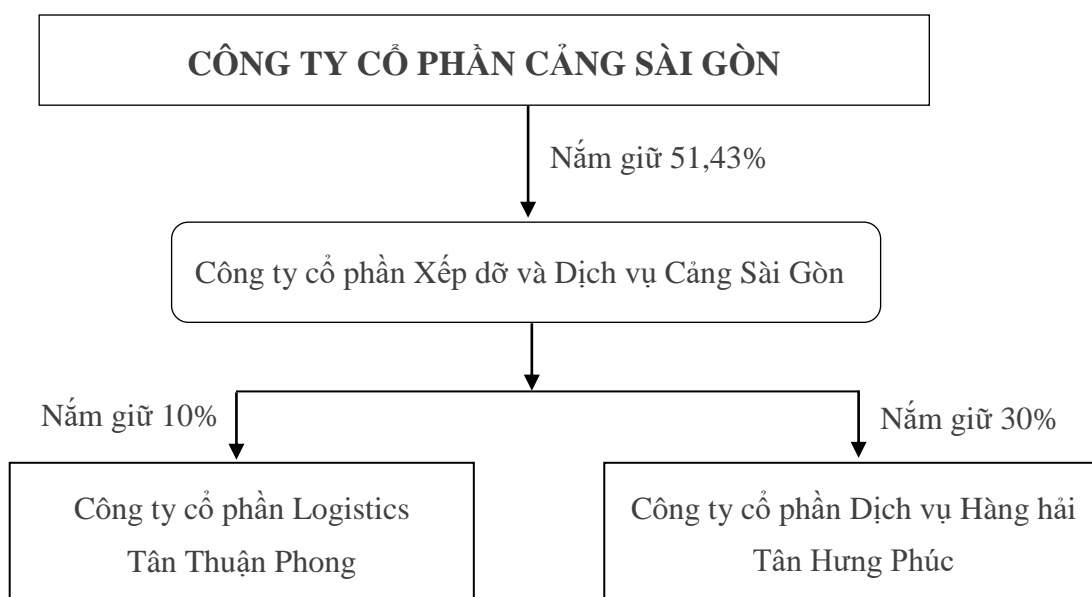 CÔNG TY CỔ PHẦN CẢNG SÀI GÒN
Nắm giữ 51,43%
Công ty cổ phần Xếp dỡ và Dịch vụ Cảng Sài Gòn
Nắm giữ 10%
Nắm giữ 30%
Công ty cổ phần Logistics
Tân Thuận Phong
Công ty cổ phần Dịch vụ Hàng hải
Tân Hưng Phúc